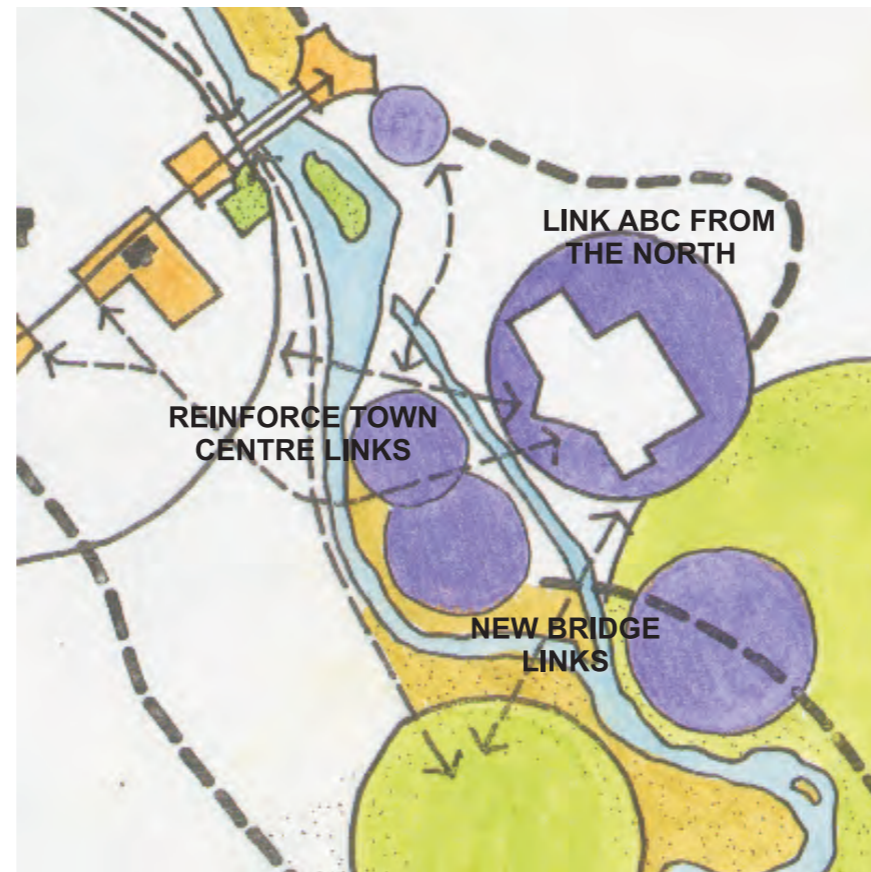 LINK ABC FROM
THE NORTH
REINFORCE TOWN
CENTRE LINKS
NEW BRIDGE
LINKS